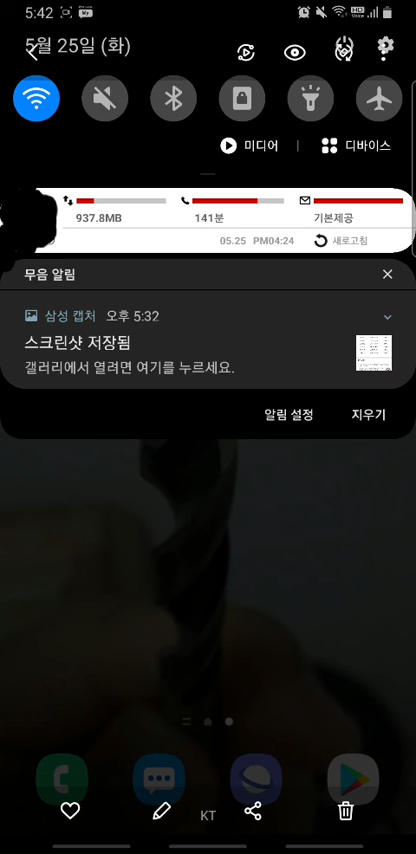 5:42
HD
Voice
5월 25일 (화)
미디어 | 디바이스
937.8MB 141분 기본제공
05.25 PM04:24 새로고침
무음 알림
삼성 캡처 오후 5:32
스크린샷 저장됨
갤러리에서 열려면 여기를 누르세요.
알림 설정 지우기
KT